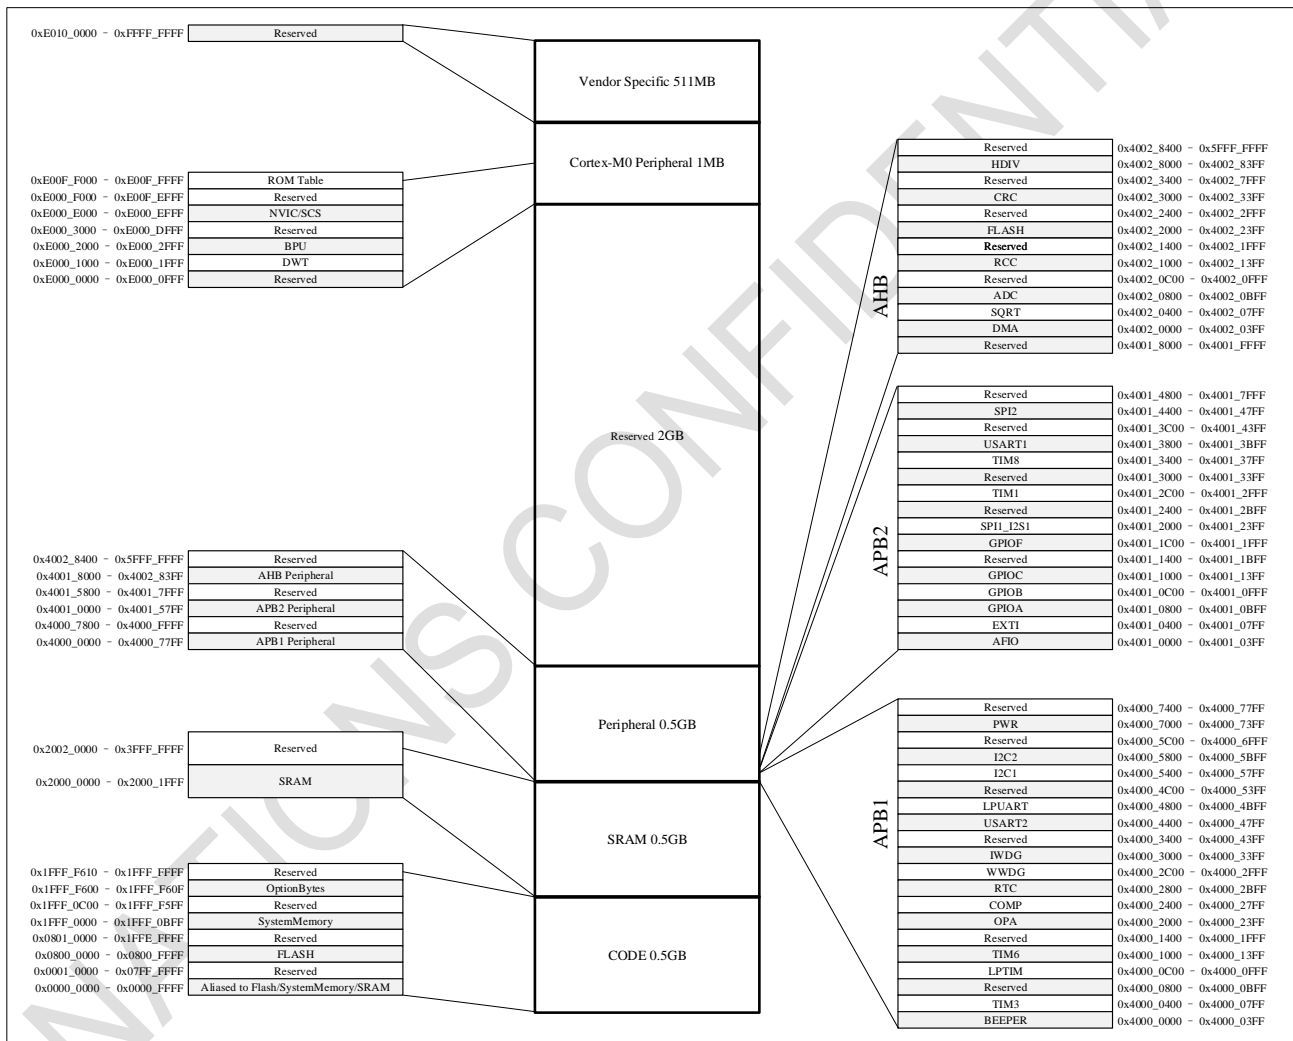 0xE010_0000 - 0xFFFF_FFFF Reserved
Vendor Specific 511MB
Cortex-M0 Peripheral 1MB
0xE00F_F000 - 0xE00F_FFFF ROM Table
0xE000_F000 - 0xE00F_EFFF Reserved
0xE000_E000 - 0xE000_EFFF NVIC/SCS
0xE000_3000 - 0xE000_DFFF Reserved
0xE000_2000 - 0xE000_2FFF BPU
0xE000_1000 - 0xE000_1FFF DWT
0xE000_0000 - 0xE000_0FFF Reserved
Reserved 2GB
0x4002_8400 - 0x5FFF_FFFF Reserved
0x4001_8000 - 0x4002_83FF AHB Peripheral
0x4001_5800 - 0x4001_7FFF Reserved
0x4001_0000 - 0x4001_57FF APB2 Peripheral
0x4000_7800 - 0x4000_FFFF Reserved
0x4000_0000 - 0x4000_77FF APB1 Peripheral
Peripheral 0.5GB
0x2002_0000 - 0x3FFF_FFFF Reserved
0x2000_0000 - 0x2000_1FFF SRAM
SRAM 0.5GB
0x1FFF_F610 - 0x1FFF_FFFF Reserved
0x1FFF_F600 - 0x1FFF_F60F OptionBytes
0x1FFF_0C00 - 0x1FFF_F5FF Reserved
0x1FFF_0000 - 0x1FFF_0BFF SystemMemory
0x0801_0000 - 0x1FFE_FFFF Reserved
0x0800_0000 - 0x0800_FFFF FLASH
0x0001_0000 - 0x07FF_FFFF Reserved
0x0000_0000 - 0x0000_FFFF Aliased to Flash/SystemMemory/SRAM
CODE 0.5GB
AHB
Reserved 0x4002_8400 - 0x5FFF_FFFF
HDIV 0x4002_8000 - 0x4002_83FF
Reserved 0x4002_3400 - 0x4002_7FFF
CRC 0x4002_3000 - 0x4002_33FF
Reserved 0x4002_2400 - 0x4002_2FFF
FLASH 0x4002_2000 - 0x4002_23FF
Reserved 0x4002_1400 - 0x4002_1FFF
RCC 0x4002_1000 - 0x4002_13FF
Reserved 0x4002_0C00 - 0x4002_0FFF
ADC 0x4002_0800 - 0x4002_0BFF
SQRT 0x4002_0400 - 0x4002_07FF
DMA 0x4002_0000 - 0x4002_03FF
Reserved 0x4001_8000 - 0x4001_FFFF
APB2
Reserved 0x4001_4800 - 0x4001_7FFF
SPI2 0x4001_4400 - 0x4001_47FF
Reserved 0x4001_3C00 - 0x4001_43FF
USART1 0x4001_3800 - 0x4001_3BFF
TIM8 0x4001_3400 - 0x4001_37FF
Reserved 0x4001_3000 - 0x4001_33FF
TIM1 0x4001_2C00 - 0x4001_2FFF
Reserved 0x4001_2400 - 0x4001_2BFF
SPI1_I2S1 0x4001_2000 - 0x4001_23FF
GPIOF 0x4001_1C00 - 0x4001_1FFF
Reserved 0x4001_1400 - 0x4001_1BFF
GPIOC 0x4001_1000 - 0x4001_13FF
GPIOB 0x4001_0C00 - 0x4001_0FFF
GPIOA 0x4001_0800 - 0x4001_0BFF
EXTI 0x4001_0400 - 0x4001_07FF
AFIO 0x4001_0000 - 0x4001_03FF
APB1
Reserved 0x4000_7400 - 0x4000_77FF
PWR 0x4000_7000 - 0x4000_73FF
Reserved 0x4000_5C00 - 0x4000_6FFF
I2C2 0x4000_5800 - 0x4000_5BFF
I2C1 0x4000_5400 - 0x4000_57FF
Reserved 0x4000_4C00 - 0x4000_53FF
LPUART 0x4000_4800 - 0x4000_4BFF
USART2 0x4000_4400 - 0x4000_47FF
Reserved 0x4000_3400 - 0x4000_43FF
IWDG 0x4000_3000 - 0x4000_33FF
WWDG 0x4000_2C00 - 0x4000_2FFF
RTC 0x4000_2800 - 0x4000_2BFF
COMP 0x4000_2400 - 0x4000_27FF
OPA 0x4000_2000 - 0x4000_23FF
Reserved 0x4000_1400 - 0x4000_1FFF
TIM6 0x4000_1000 - 0x4000_13FF
LPTIM 0x4000_0C00 - 0x4000_0FFF
Reserved 0x4000_0800 - 0x4000_0BFF
TIM3 0x4000_0400 - 0x4000_07FF
BEEPER 0x4000_0000 - 0x4000_03FF
NATIONS CONFIDENTIA